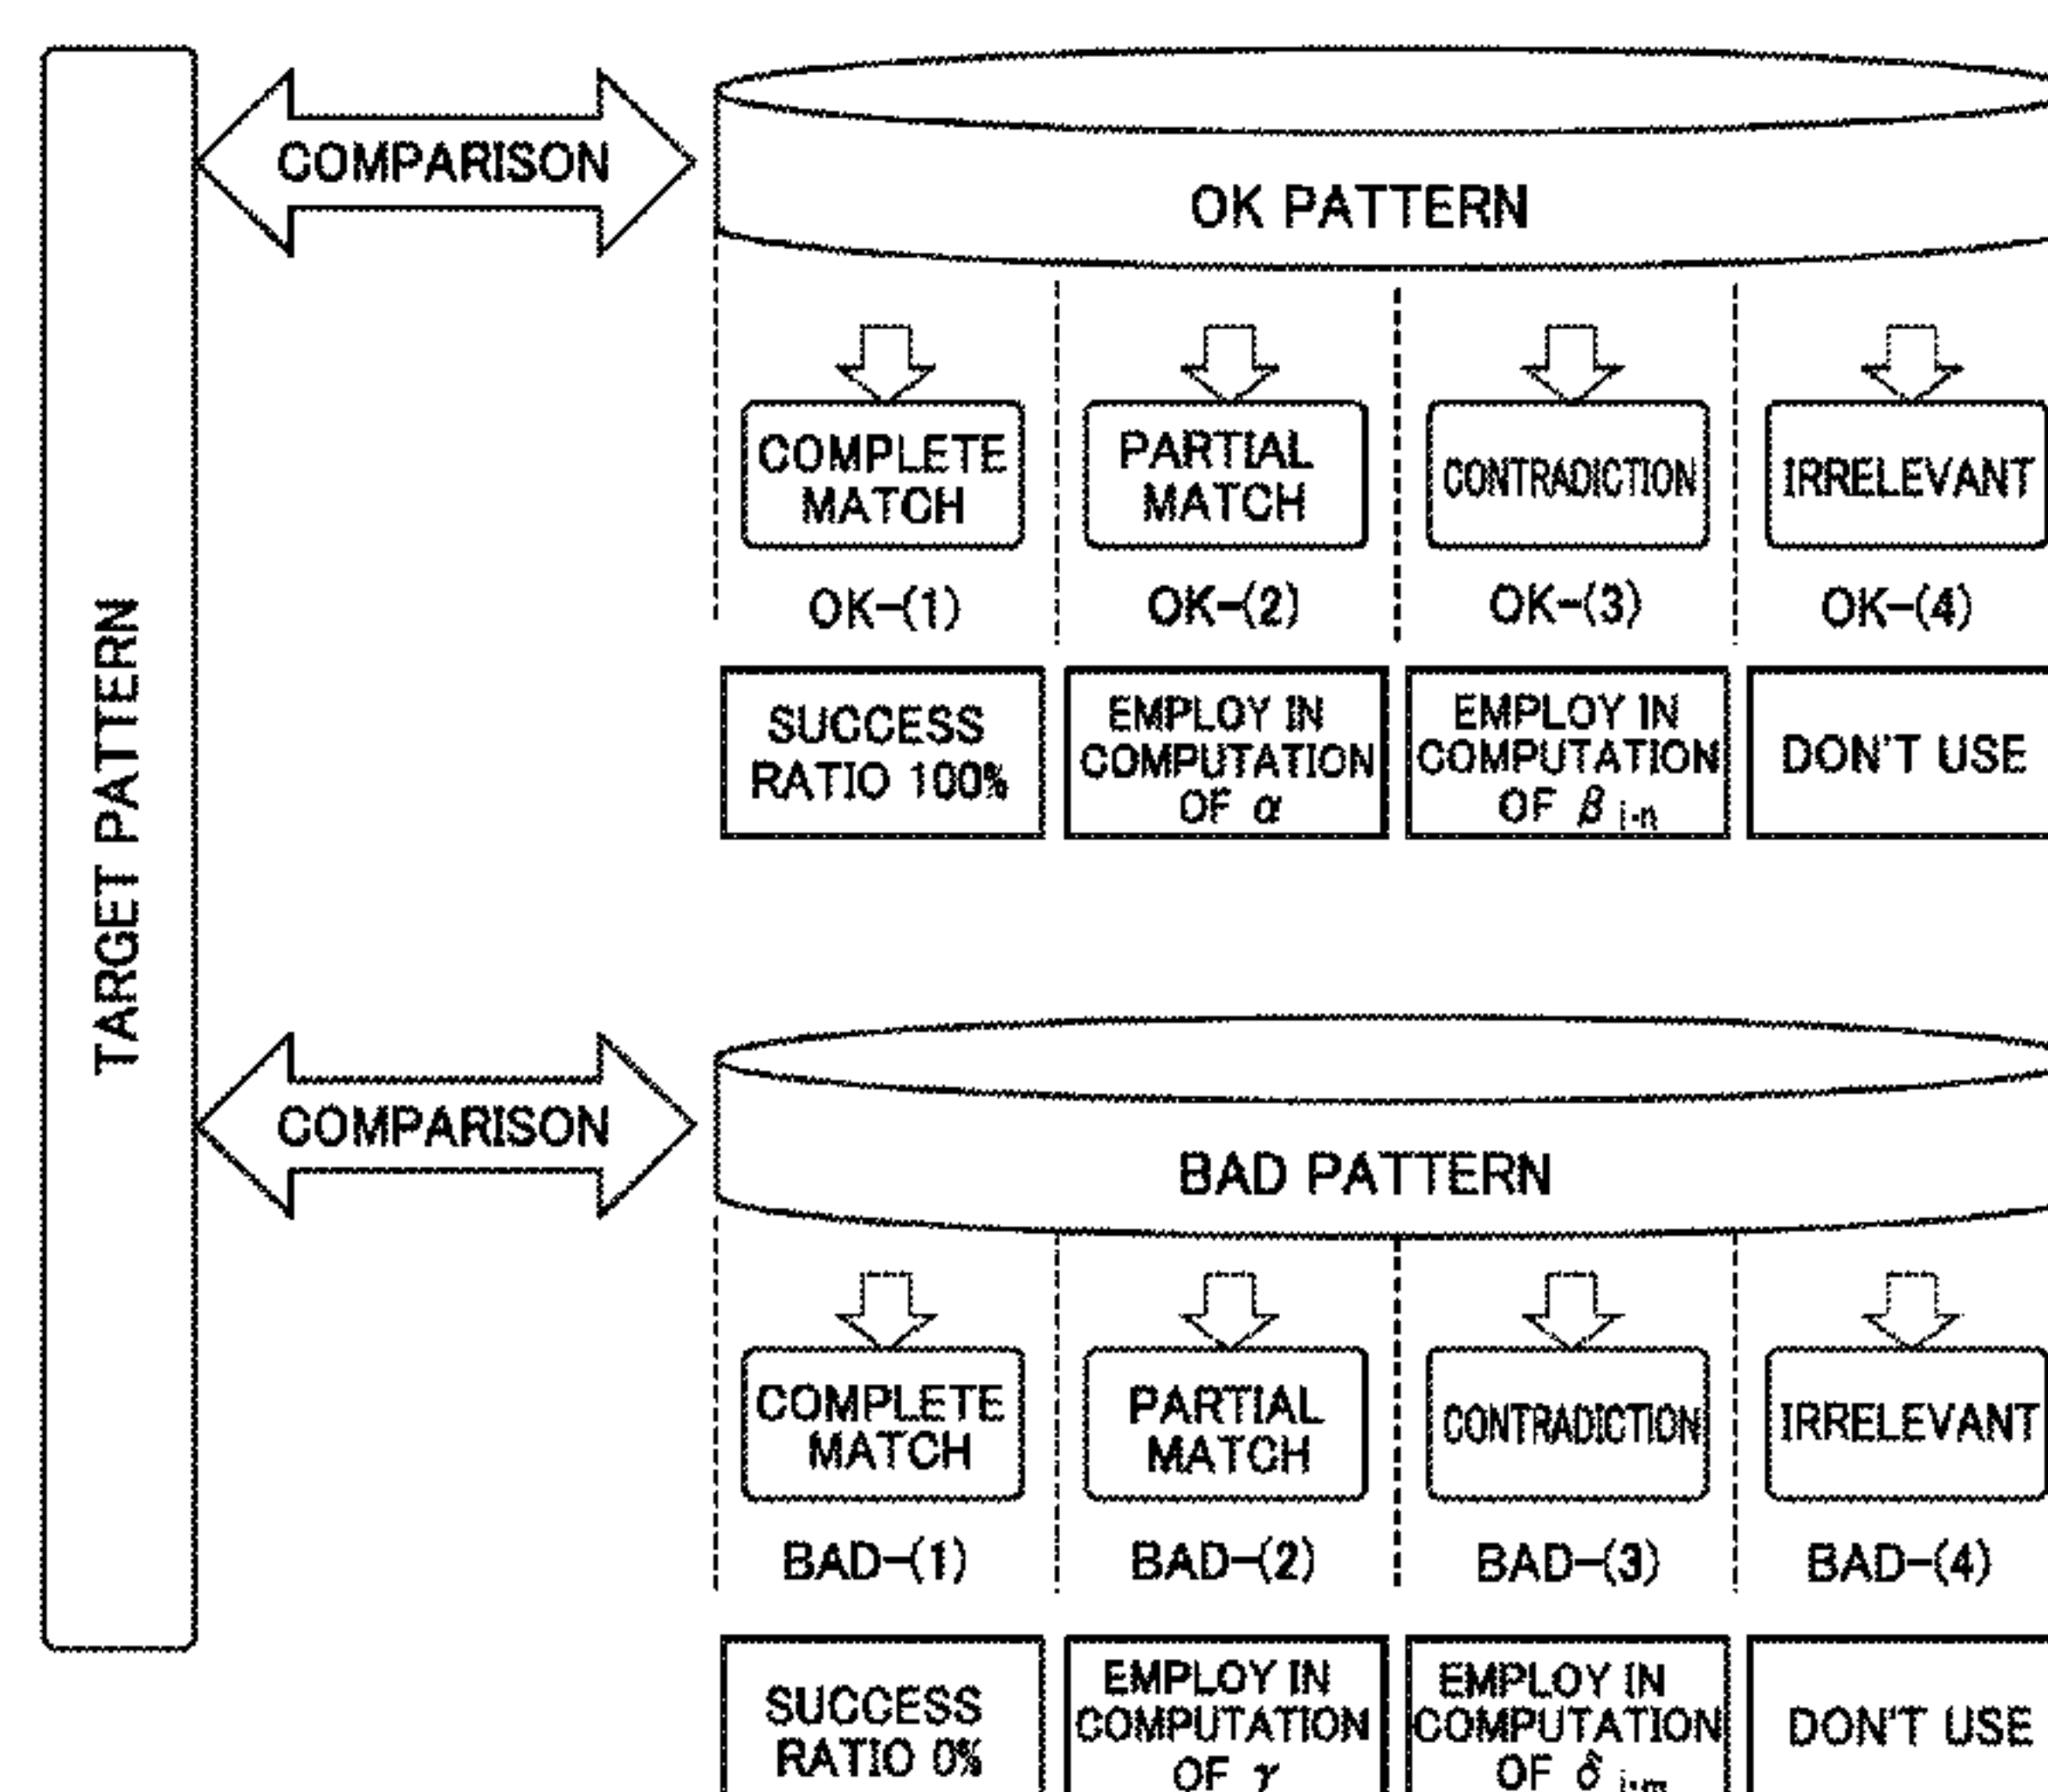 TARGET PATTERN
COMPARISON
OK PATTERN
COMPLETE
MATCH
PARTIAL
MATCH
CONTRADICTION
IRRELEVANT
OK-(1)
OK-(2)
OK-(3)
OK-(4)
SUCCESS
RATIO 100%
EMPLOY IN
COMPUTATION
OF α
EMPLOY IN
COMPUTATION
OF β i-n
DON'T USE
COMPARISON
BAD PATTERN
COMPLETE
MATCH
PARTIAL
MATCH
CONTRADICTION
IRRELEVANT
BAD-(1)
BAD-(2)
BAD-(3)
BAD-(4)
SUCCESS
RATIO 0%
EMPLOY IN
COMPUTATION
OF γ
EMPLOY IN
COMPUTATION
OF δ i-m
DON'T USE